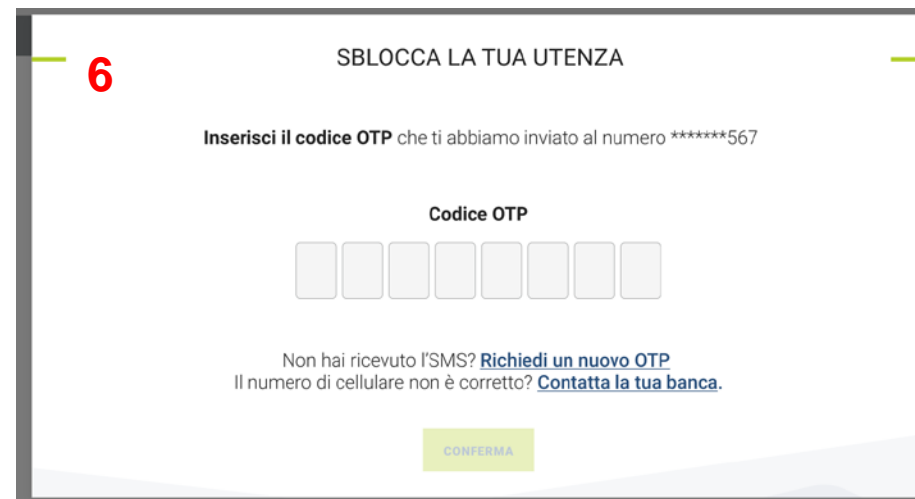 6
SBLOCCA LA TUA UTENZA
Inserisci il codice OTP che ti abbiamo inviato al numero *******567
Codice OTP
Non hai ricevuto l'SMS? Richiedi un nuovo OTP
Il numero di cellulare non è corretto? Contatta la tua banca.
CONFERMA